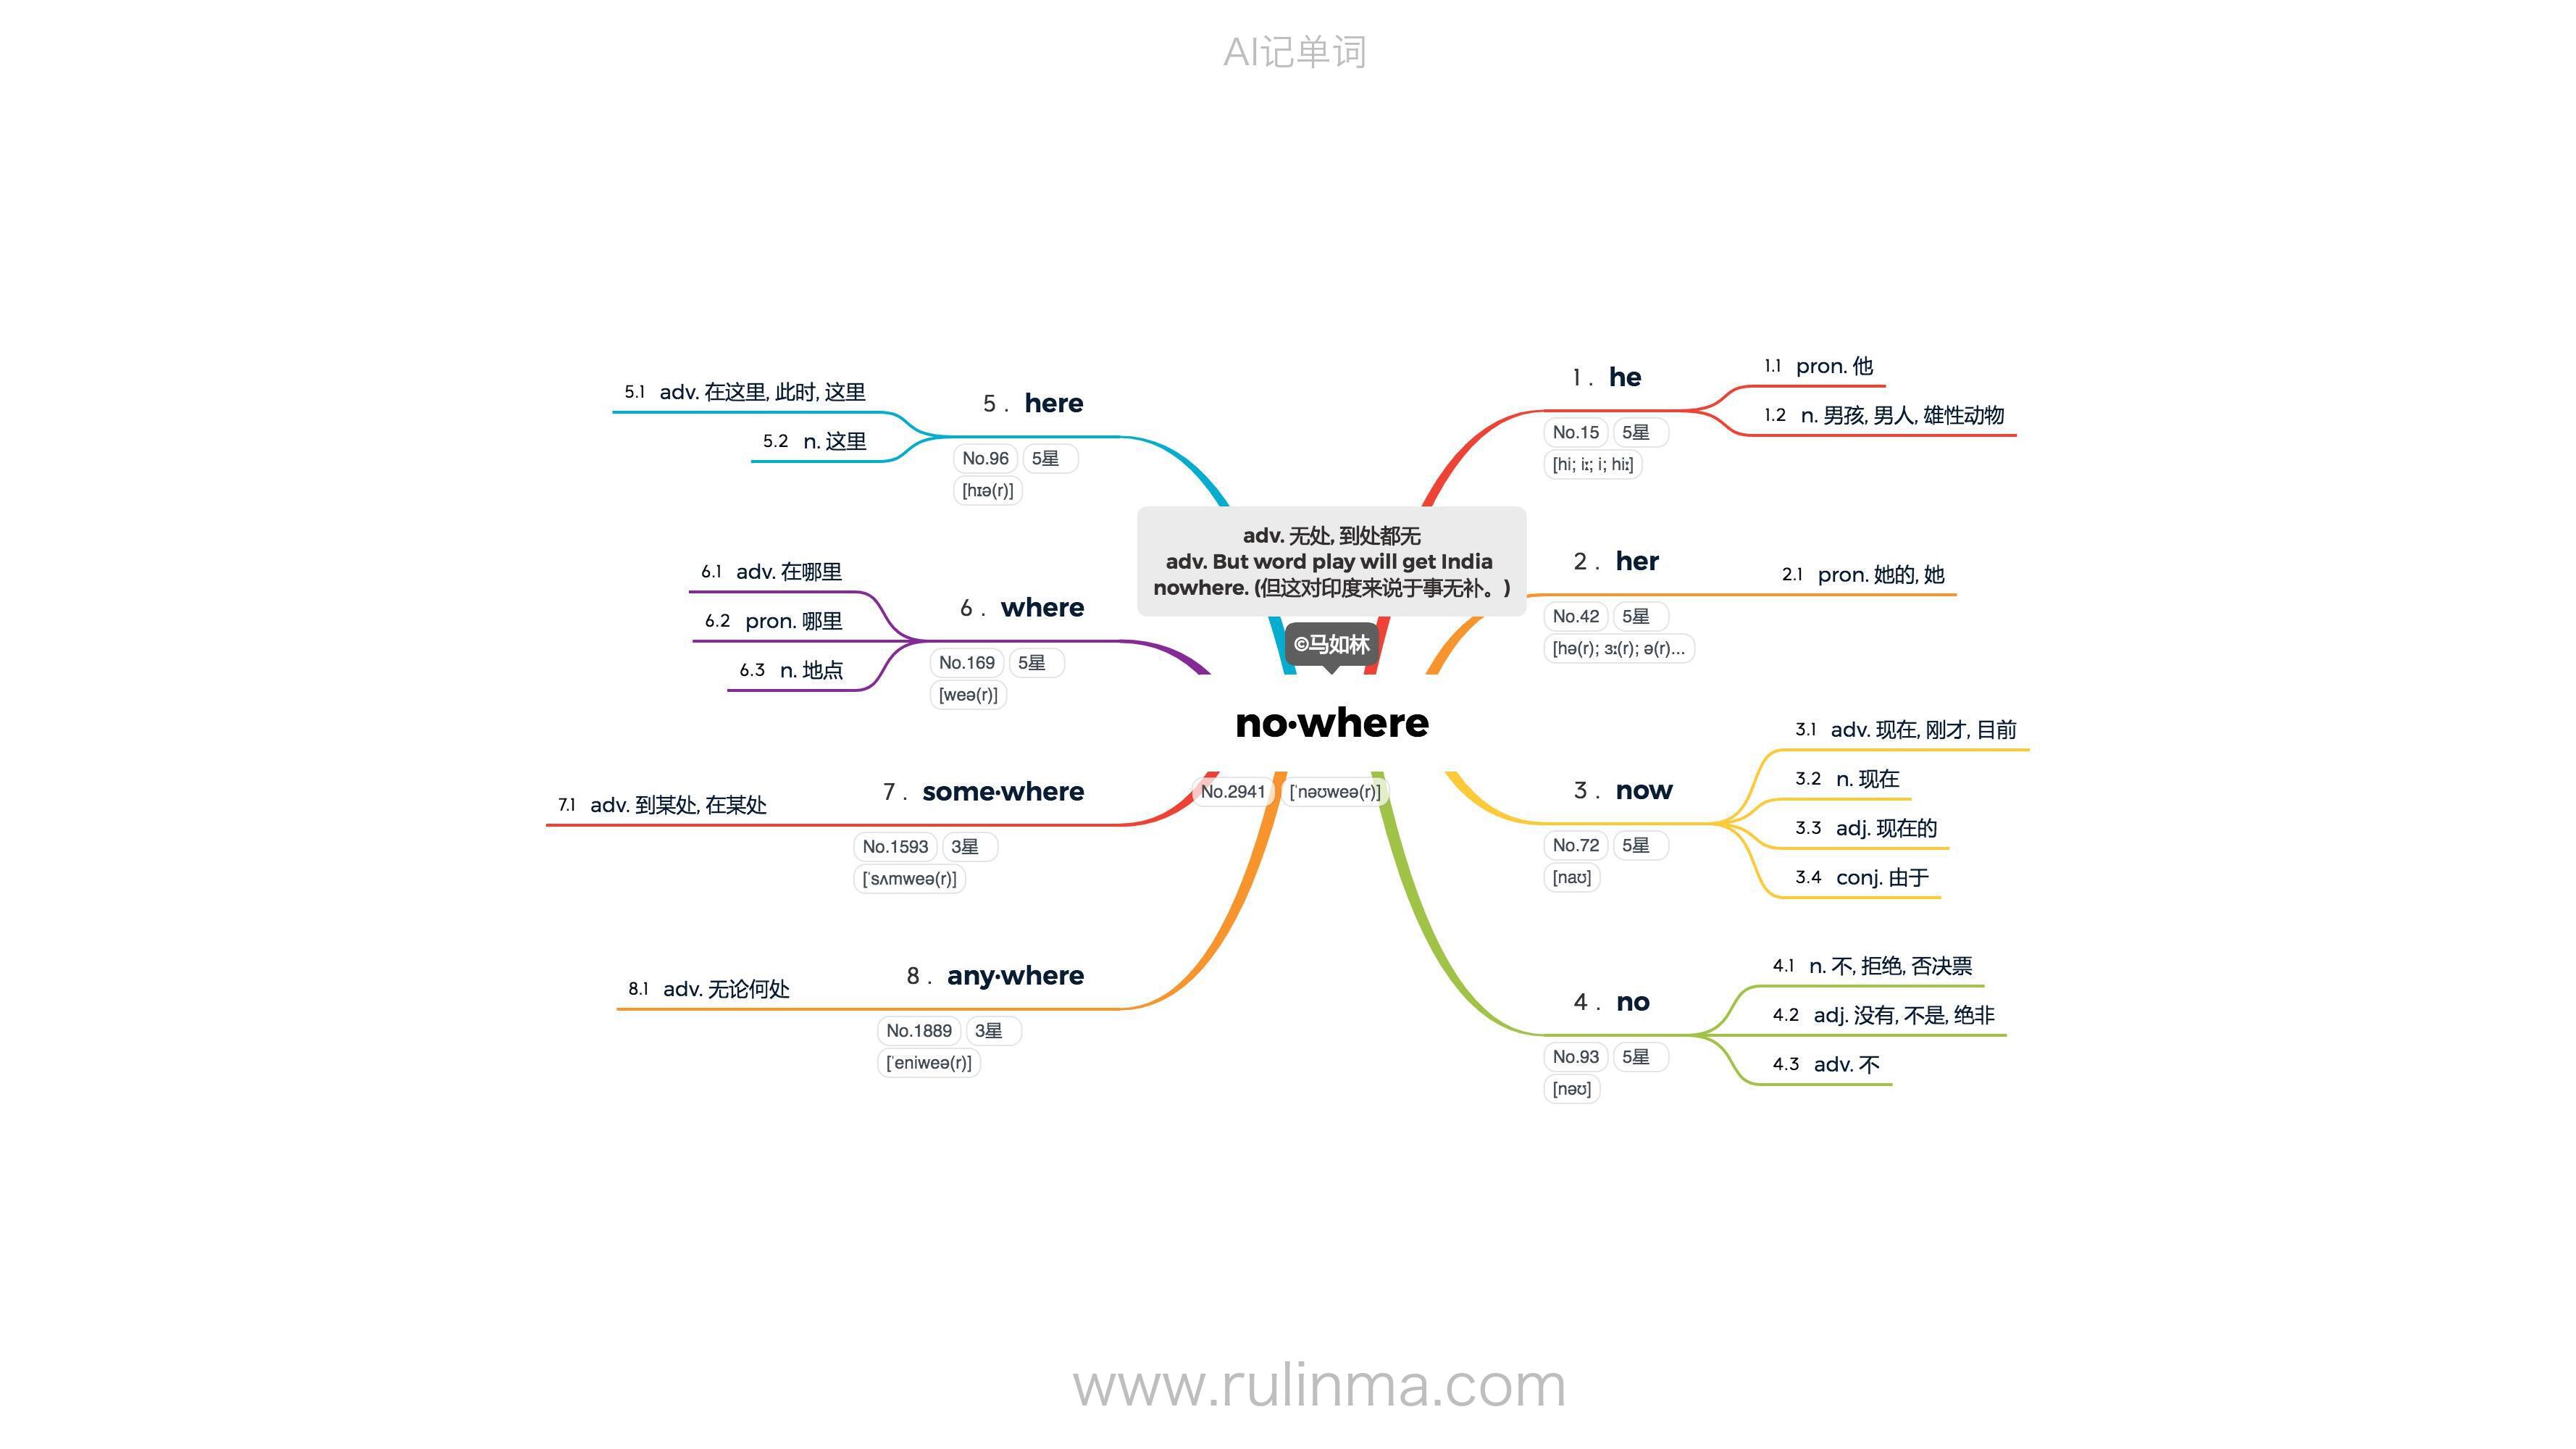 AI记单词
adv. 无处, 到处都无
adv. But word play will get India
nowhere. (但这对印度来说于事无补。)
©马如林
no·where
No.2941 [ˈnəʊweə(r)]
1 . he
No.15 5星
[hi; iː; i; hiː]
1.1 pron. 他
1.2 n. 男孩, 男人, 雄性动物
2 . her
No.42 5星
[hə(r); ɜː(r); ə(r)...
2.1 pron. 她的, 她
3 . now
No.72 5星
[naʊ]
3.1 adv. 现在, 刚才, 目前
3.2 n. 现在
3.3 adj. 现在的
3.4 conj. 由于
4 . no
No.93 5星
[nəʊ]
4.1 n. 不, 拒绝, 否决票
4.2 adj. 没有, 不是, 绝非
4.3 adv. 不
5 . here
No.96 5星
[hɪə(r)]
5.1 adv. 在这里, 此时, 这里
5.2 n. 这里
6 . where
No.169 5星
[weə(r)]
6.1 adv. 在哪里
6.2 pron. 哪里
6.3 n. 地点
7 . some·where
No.1593 3星
[ˈsʌmweə(r)]
7.1 adv. 到某处, 在某处
8 . any·where
No.1889 3星
[ˈeniweə(r)]
8.1 adv. 无论何处
www.rulinma.com